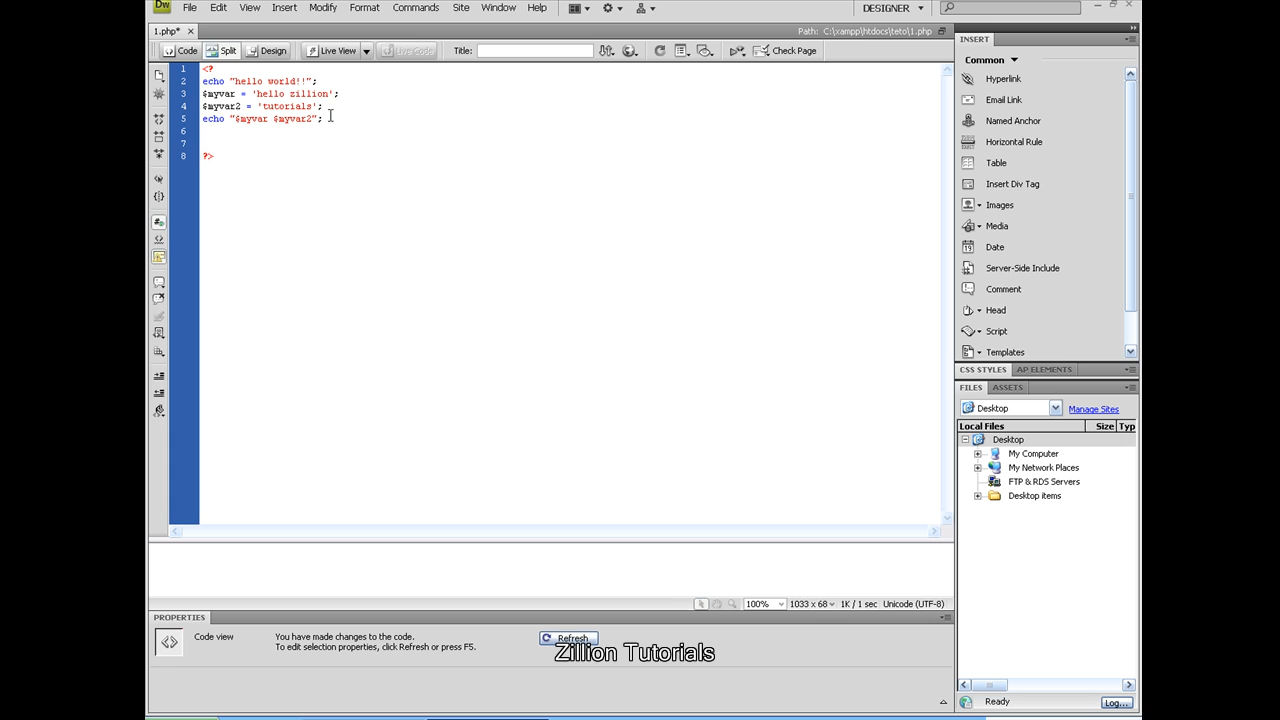 Dw File Edit View Insert Modify Format Commands Site Window Help DESIGNER
1.php* Path: C:\xampp\htdocs\teto\1.php
Code Split Design Live View Live Code Title: Check Page
1 <?
2 echo "hello world!!";
3 $myvar = 'hello zillion';
4 $myvar2 = 'tutorials';
5 echo "$myvar $myvar2";
6
7
8 ?>
100% 1033 x 68 1K / 1 sec Unicode (UTF-8)
PROPERTIES
Code view
You have made changes to the code.
To edit selection properties, click Refresh or press F5.
Refresh
Zillion Tutorials
INSERT
Common
Hyperlink
Email Link
Named Anchor
Horizontal Rule
Table
Insert Div Tag
Images
Media
19 Date
Server-Side Include
Comment
Head
Script
Templates
CSS STYLES AP ELEMENTS
FILES ASSETS
Desktop Manage Sites
Local Files Size Typ
Desktop
My Computer
My Network Places
FTP & RDS Servers
Desktop items
Ready Log...